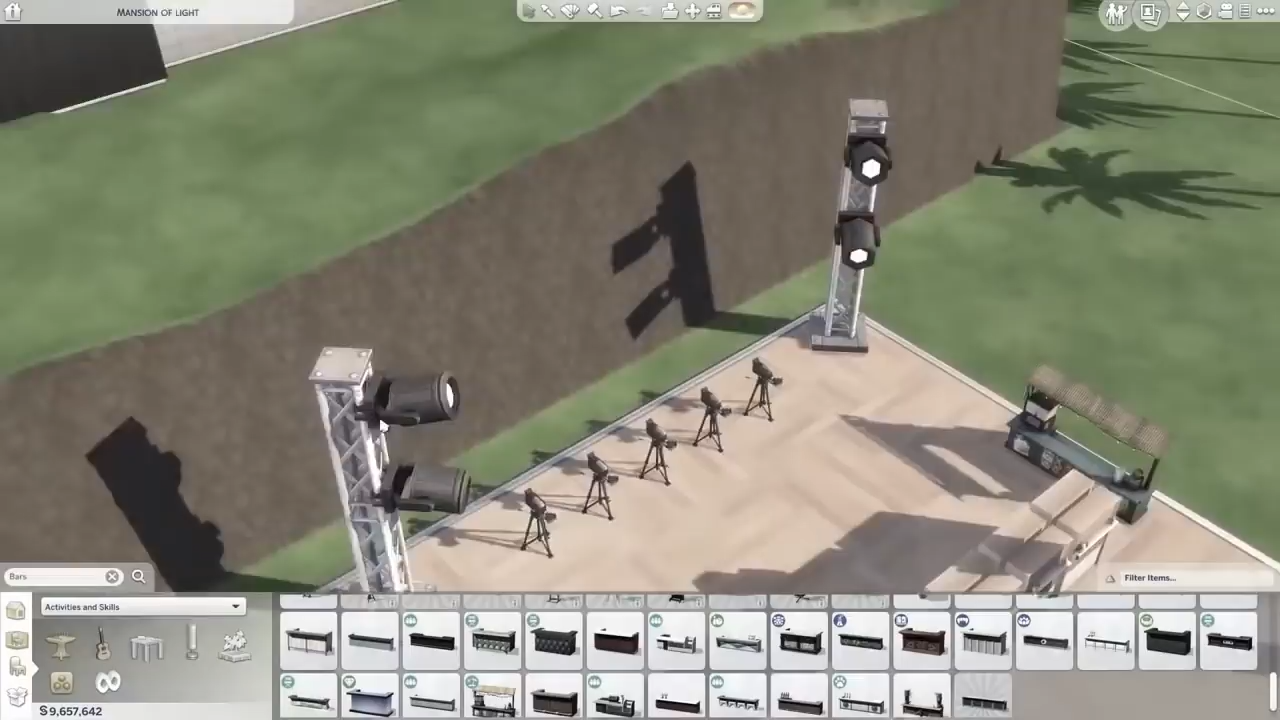 MANSION OF LIGHT
Bars
Filter Items...
Activities and Skills
§9,657,642